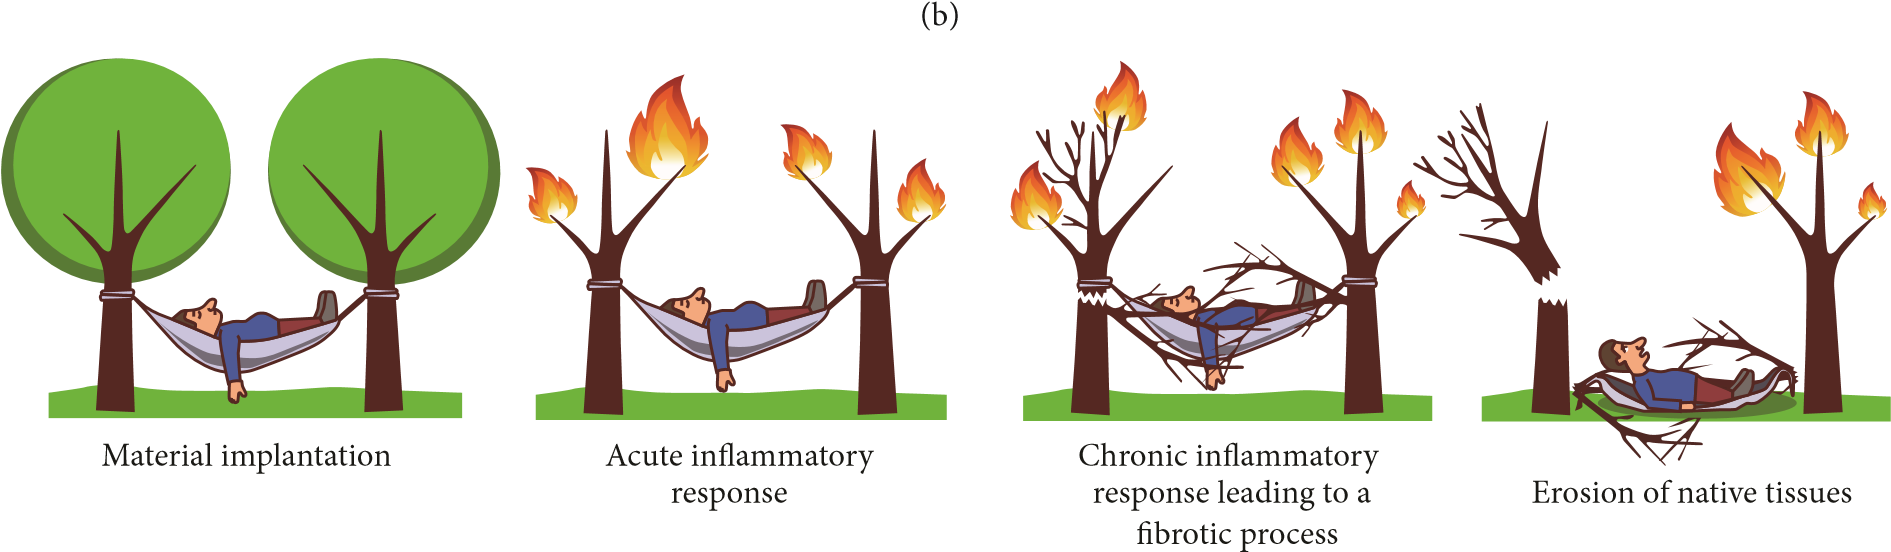 (b)
Material implantation
Acute inflammatory
response
Chronic inflammatory
response leading to a
fibrotic process
Erosion of native tissues